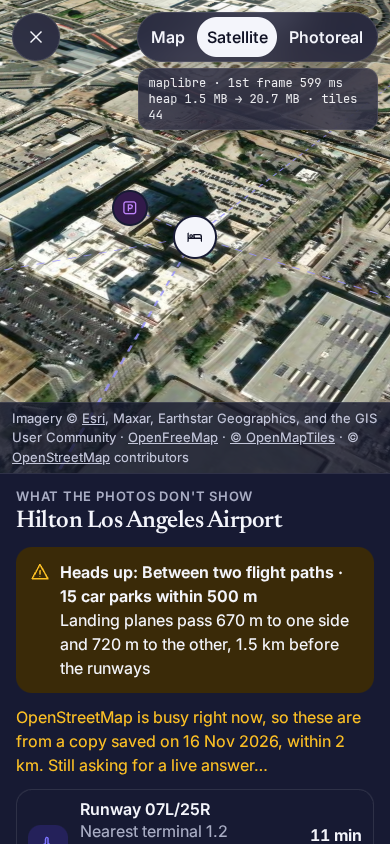 Map Satellite Photoreal
maplibre · 1st frame 599 ms
heap 1.5 MB → 20.7 MB · tiles
44
P
Imagery © Esri, Maxar, Earthstar Geographics, and the GIS
User Community · OpenFreeMap · © OpenMapTiles · ©
OpenStreetMap contributors
WHAT THE PHOTOS DON'T SHOW
Hilton Los Angeles Airport
Heads up: Between two flight paths ·
15 car parks within 500 m
Landing planes pass 670 m to one side
and 720 m to the other, 1.5 km before
the runways
OpenStreetMap is busy right now, so these are
from a copy saved on 16 Nov 2026, within 2
km. Still asking for a live answer…
Runway 07L/25R
Nearest terminal 1.2
11 min